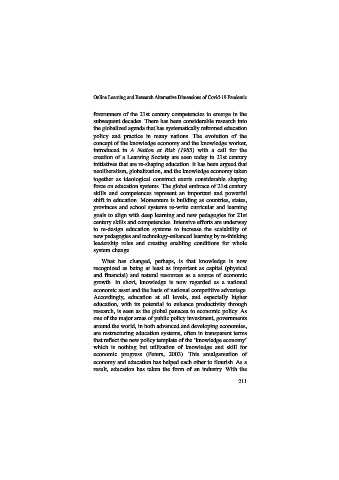 Online Learning and Research Alternative Dimensions of Covid-19 Pandemic
forerunners of the 21st century competencies to emerge in the
subsequent decades. There has been considerable research into
the globalized agenda that has systematically reformed education
policy and practice in many nations. The evolution of the
concept of the knowledge economy and the knowledge worker,
introduced in A Nation at Risk (1983) with a call for the
creation of a Learning Society are seen today in 21st century
initiatives that are re-shaping education. It has been argued that
neoliberalism, globalization, and the knowledge economy taken
together as ideological construct exerts considerable shaping
force on education systems. The global embrace of 21st century
skills and competences represent an important and powerful
shift in education. Momentum is building as countries, states,
provinces and school systems re-write curricular and learning
goals to align with deep learning and new pedagogies for 21st
century skills and competencies. Intensive efforts are underway
to re-design education systems to increase the scalability of
new pedagogies and technology-enhanced learning by re-thinking
leadership roles and creating enabling conditions for whole
system change.
What has changed, perhaps, is that knowledge is now
recognised as being at least as important as capital (physical
and financial) and natural resources as a source of economic
growth. In short, knowledge is now regarded as a national
economic asset and the basis of national competitive advantage.
Accordingly, education at all levels, and especially higher
education, with its potential to enhance productivity through
research, is seen as the global panacea to economic policy. As
one of the major areas of public policy investment, governments
around the world, in both advanced and developing economies,
are restructuring education systems, often in transparent terms
that reflect the new policy template of the 'knowledge economy'
which is nothing but utilization of knowledge and skill for
economic progress (Peters, 2003). This amalgamation of
economy and education has helped each other to flourish. As a
result, education has taken the form of an industry. With the
211